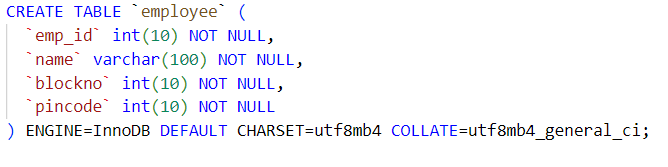 CREATE TABLE `employee` (
  `emp_id` int(10) NOT NULL,
  `name` varchar(100) NOT NULL,
  `blockno` int(10) NOT NULL,
  `pincode` int(10) NOT NULL
) ENGINE=InnoDB DEFAULT CHARSET=utf8mb4 COLLATE=utf8mb4_general_ci;